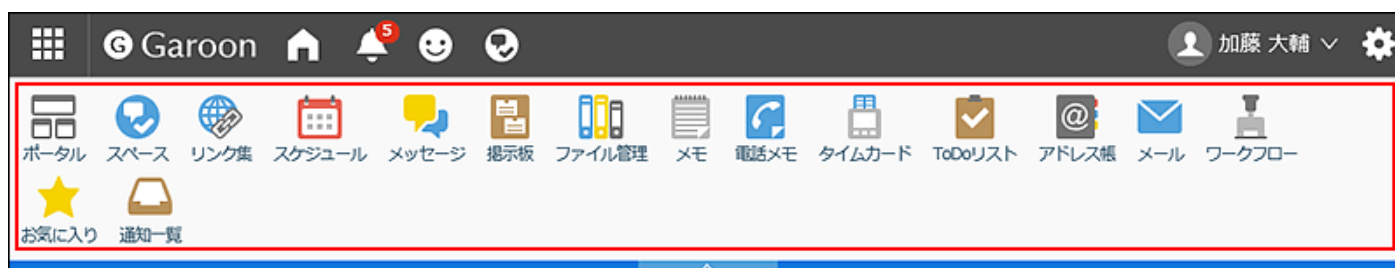 G Garoon 5 加藤 大輔
ポータル スペース リンク集 スケジュール メッセージ 掲示板 ファイル管理 メモ 電話メモ タイムカード ToDoリスト アドレス帳 メール ワークフロー
お気に入り 通知一覧